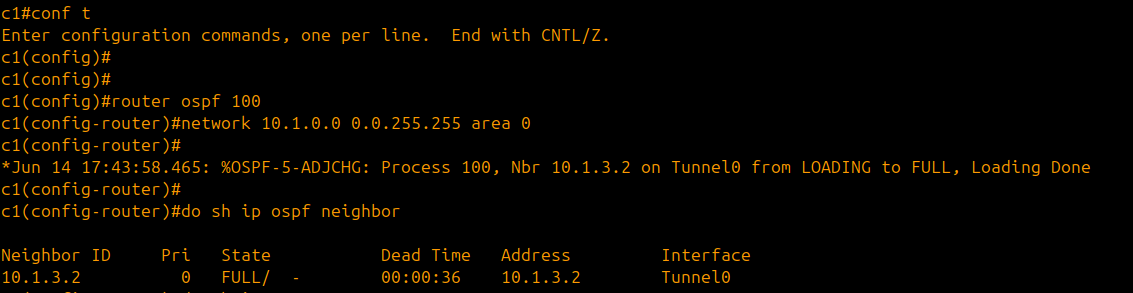 c1#conf t
Enter configuration commands, one per line.  End with CNTL/Z.
c1(config)#
c1(config)#
c1(config)#router ospf 100
c1(config-router)#network 10.1.0.0 0.0.255.255 area 0
c1(config-router)#
*Jun 14 17:43:58.465: %OSPF-5-ADJCHG: Process 100, Nbr 10.1.3.2 on Tunnel0 from LOADING to FULL, Loading Done
c1(config-router)#
c1(config-router)#do sh ip ospf neighbor
Neighbor ID     Pri   State           Dead Time   Address         Interface
10.1.3.2          0   FULL/  -        00:00:36    10.1.3.2        Tunnel0